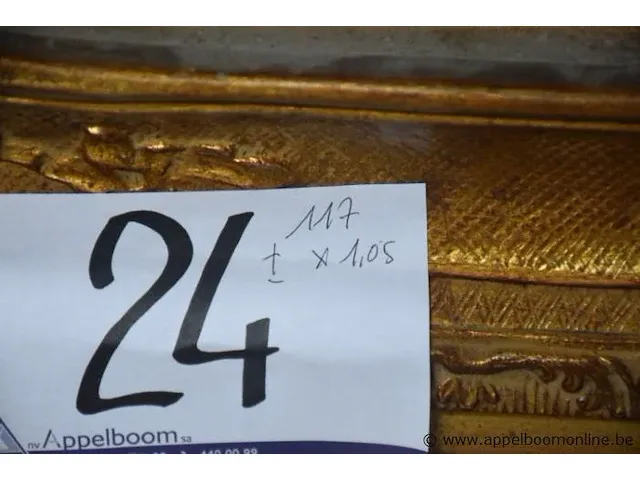 24
117
± x 1,05
nv Appelboom sa
© www.appelboomonline.be